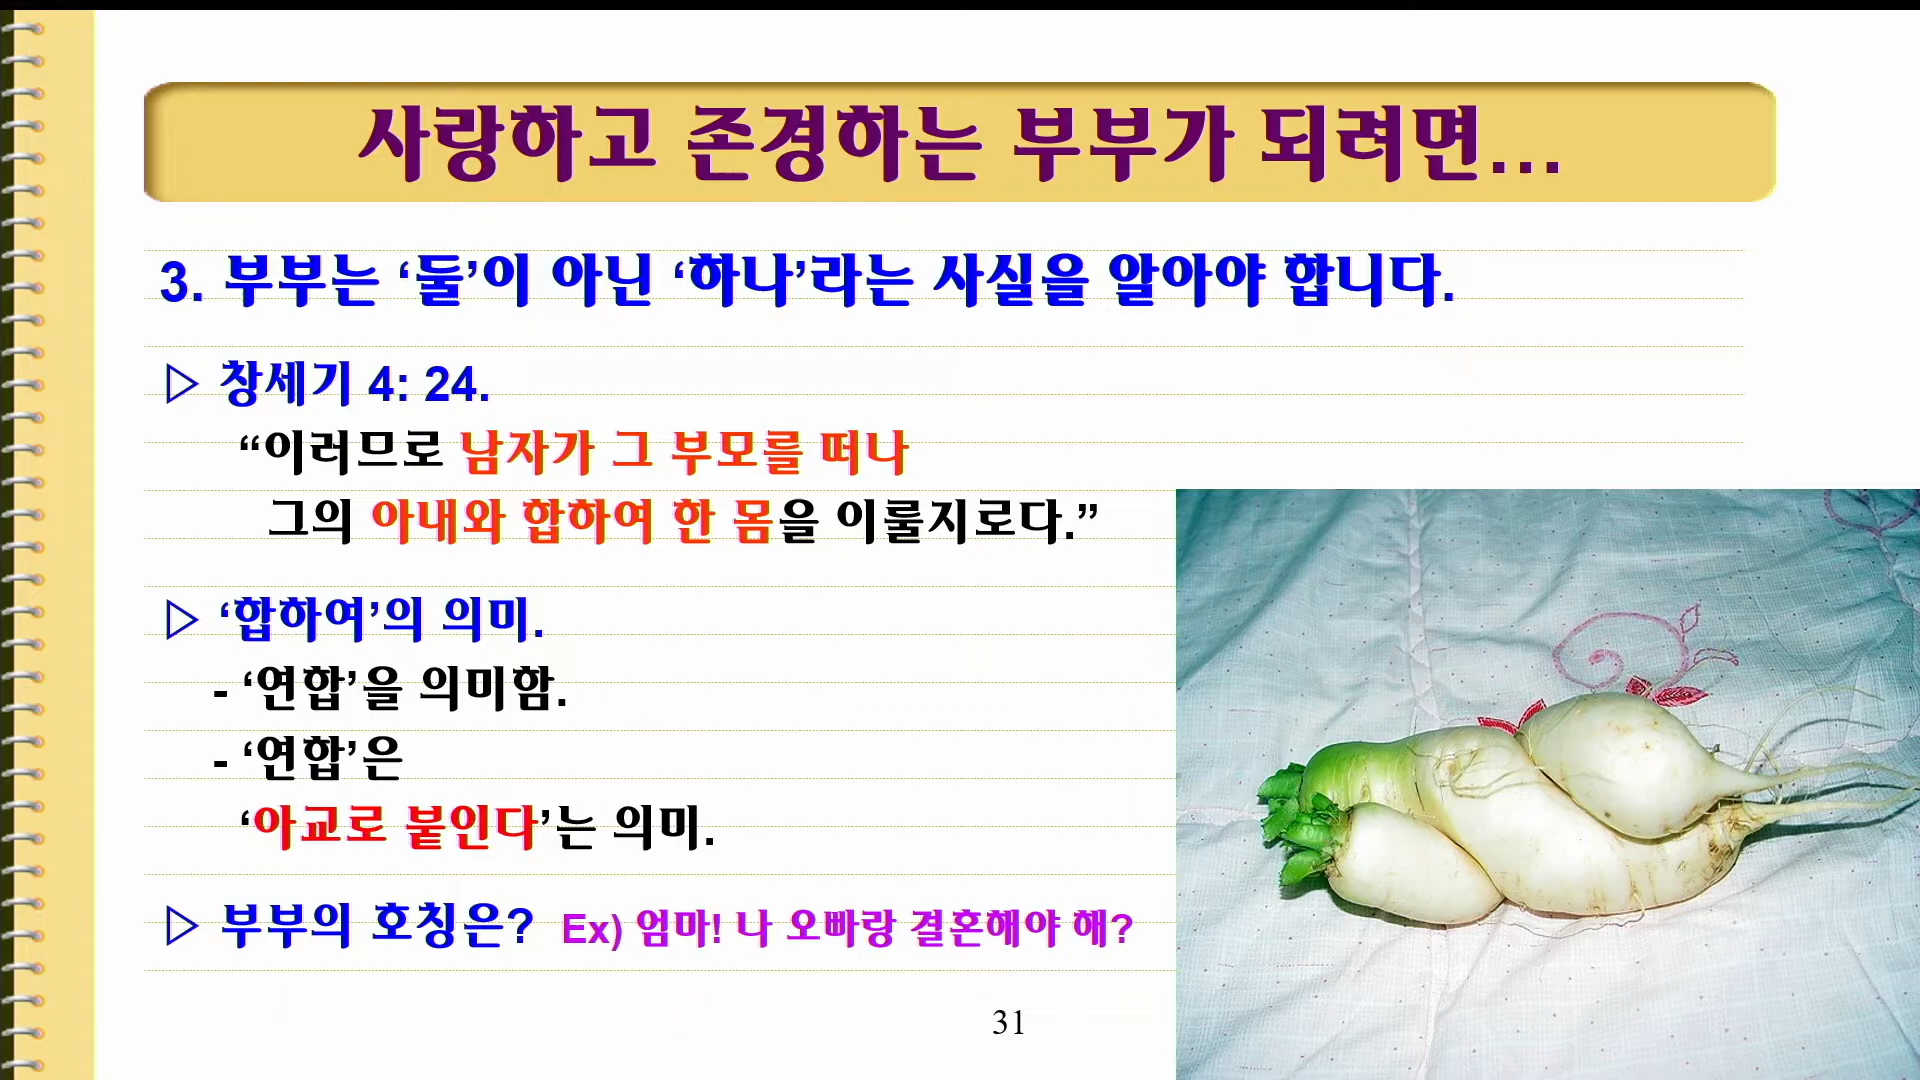 사랑하고 존경하는 부부가 되려면...
3. 부부는 ‘둘’이 아닌 ‘하나’라는 사실을 알아야 합니다.
▷ 창세기 4: 24.
“이러므로 남자가 그 부모를 떠나
그의 아내와 합하여 한 몸을 이룰지로다.”
▷ ‘합하여’의 의미.
- ‘연합’을 의미함.
- ‘연합’은
‘아교로 붙인다’는 의미.
▷ 부부의 호칭은? Ex) 엄마! 나 오빠랑 결혼해야 해?
31